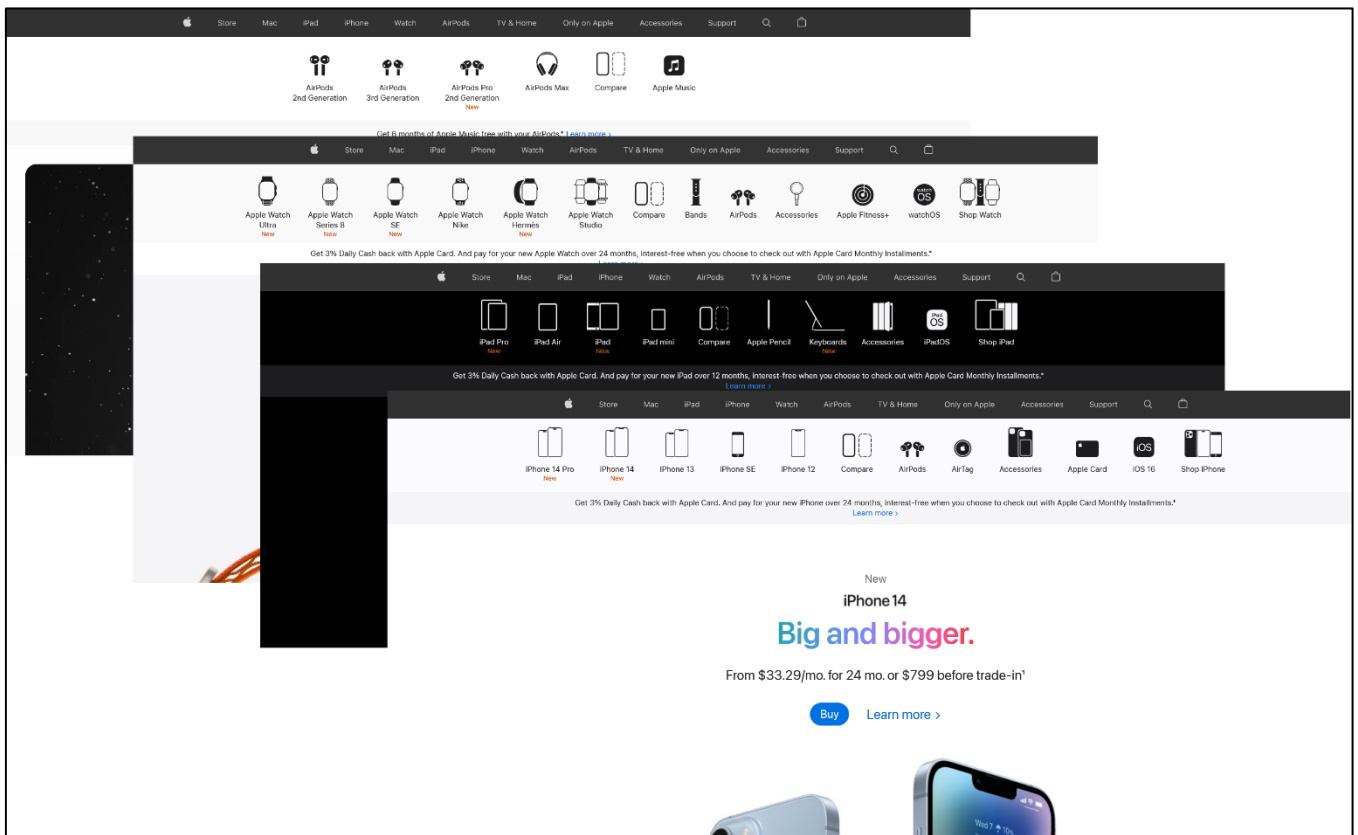 Store Mac iPad iPhone Watch AirPods TV & Home Only on Apple Accessories Support
AirPods AirPods AirPods Pro AirPods Max Compare Apple Music
2nd Generation 3rd Generation 2nd Generation
New
Get 6 months of Apple Music free with your AirPods.* Learn more >
Store Mac iPad iPhone Watch AirPods TV & Home Only on Apple Accessories Support
Apple Watch Apple Watch Apple Watch Apple Watch Apple Watch Apple Watch Compare Bands AirPods Accessories Apple Fitness+ watchOS Shop Watch
Ultra Series 8 SE Nike Hermès Studio
New New New New
watch
OS
Get 3% Daily Cash back with Apple Card. And pay for your new Apple Watch over 24 months, interest-free when you choose to check out with Apple Card Monthly Installments.*
Learn more >
Store Mac iPad iPhone Watch AirPods TV & Home Only on Apple Accessories Support
iPad
OS
iPad Pro iPad Air iPad iPad mini Compare Apple Pencil Keyboards Accessories iPadOS Shop iPad
New New New
Get 3% Daily Cash back with Apple Card. And pay for your new iPad over 12 months, interest-free when you choose to check out with Apple Card Monthly Installments.*
Learn more >
Store Mac iPad iPhone Watch AirPods TV & Home Only on Apple Accessories Support
iOS
iPhone 14 Pro iPhone 14 iPhone 13 iPhone SE iPhone 12 Compare AirPods AirTag Accessories Apple Card iOS 16 Shop iPhone
New New
Get 3% Daily Cash back with Apple Card. And pay for your new iPhone over 24 months, interest-free when you choose to check out with Apple Card Monthly Installments.*
Learn more >
New
iPhone 14
Big and bigger.
From $33.29/mo. for 24 mo. or $799 before trade-in¹
Buy Learn more >
Wed 7 10%